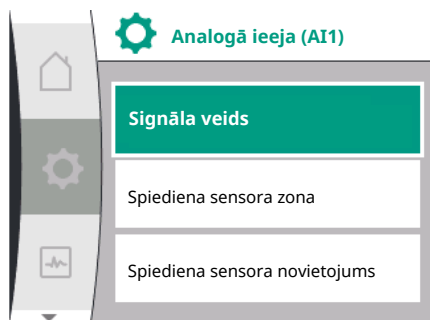 Analogā ieeja (AI1)
Signāla veids
Spiediena sensora zona
Spiediena sensora novietojums